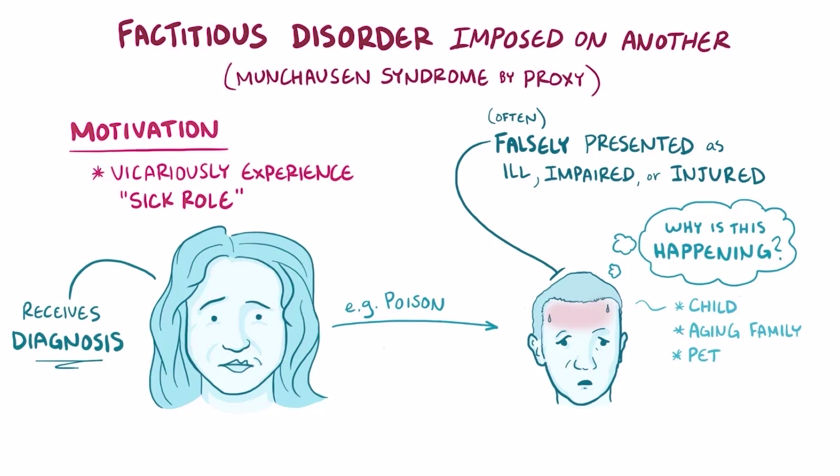 FACTITIOUS DISORDER IMPOSED ON ANOTHER
(MUNCHAUSEN SYNDROME BY PROXY)
MOTIVATION
* VICARIOUSLY EXPERIENCE
"SICK ROLE"
(OFTEN)
FALSELY PRESENTED as
ILL, IMPAIRED, or INJURED
WHY IS THIS
HAPPENING?
RECEIVES
DIAGNOSIS
e.g. POISON
* CHILD
* AGING FAMILY
* PET